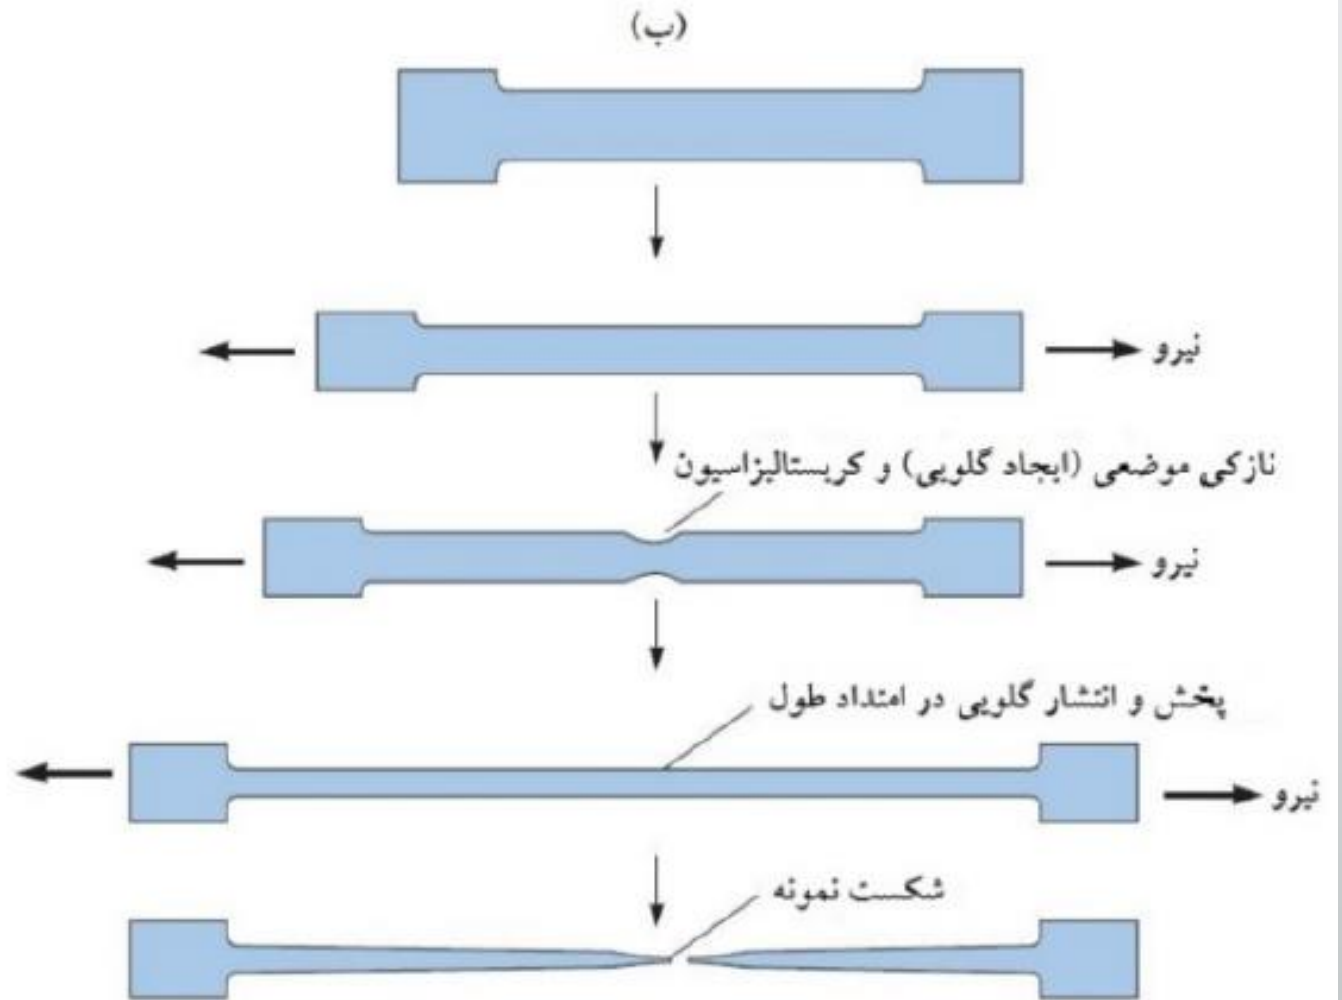 (ب)
نیرو
نازکی موضعی (ایجاد گلویی) و کریستالیزاسیون
نیرو
پخش و انتشار گلویی در امتداد طول
نیرو
شکست نمونه